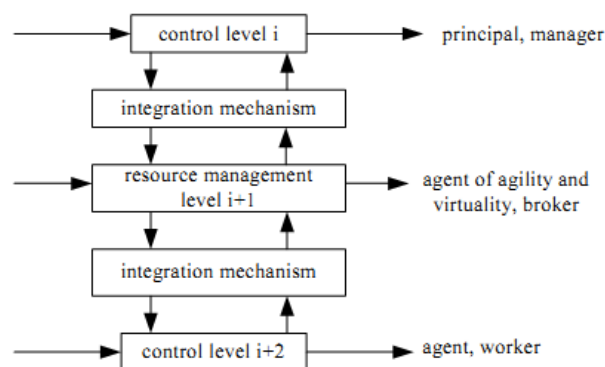 control level i
principal, manager
integration mechanism
resource management
level i+1
agent of agility and
virtuality, broker
integration mechanism
control level i+2
agent, worker